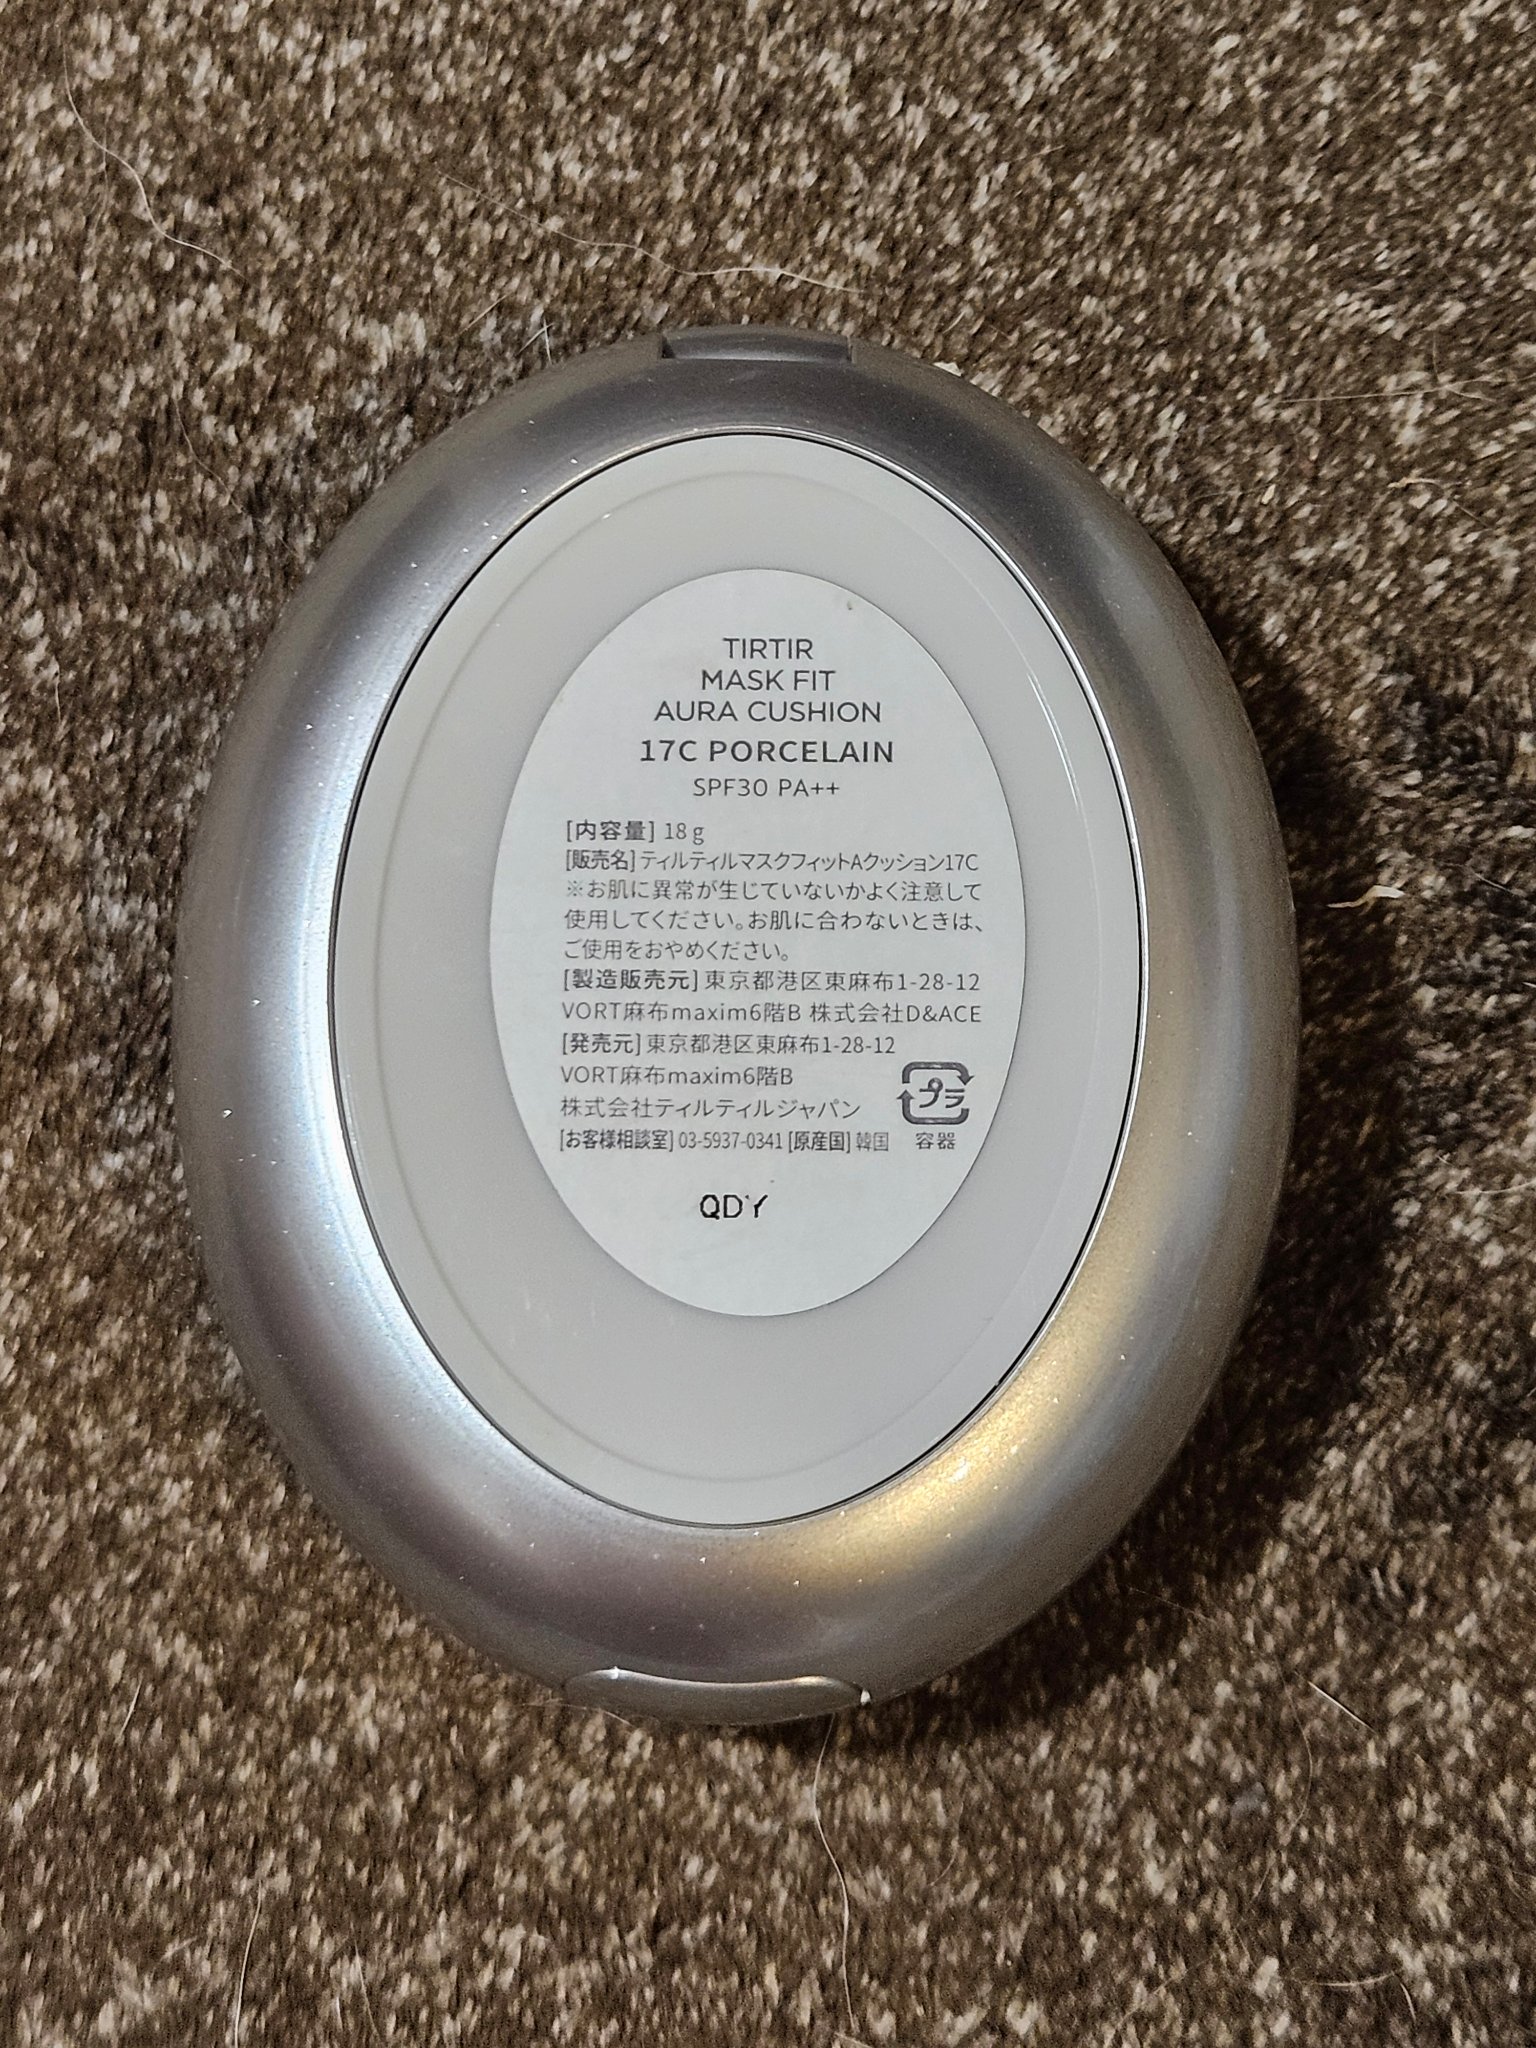 TIRTIR
MASK FIT
AURA CUSHION
17C PORCELAIN
SPF30 PA++
[内容量] 18 g
[販売名] ティルティルマスクフィットAクッション17C
※お肌に異常が生じていないかよく注意して
使用してください。お肌に合わないときは、
ご使用をおやめください。
[製造販売元] 東京都港区東麻布1-28-12
VORT麻布maxim6階B 株式会社D&ACE
[発売元] 東京都港区東麻布1-28-12
VORT麻布maxim6階B
株式会社ティルティルジャパン
[お客様相談室] 03-5937-0341 [原産国] 韓国
プラ
容器
QDY